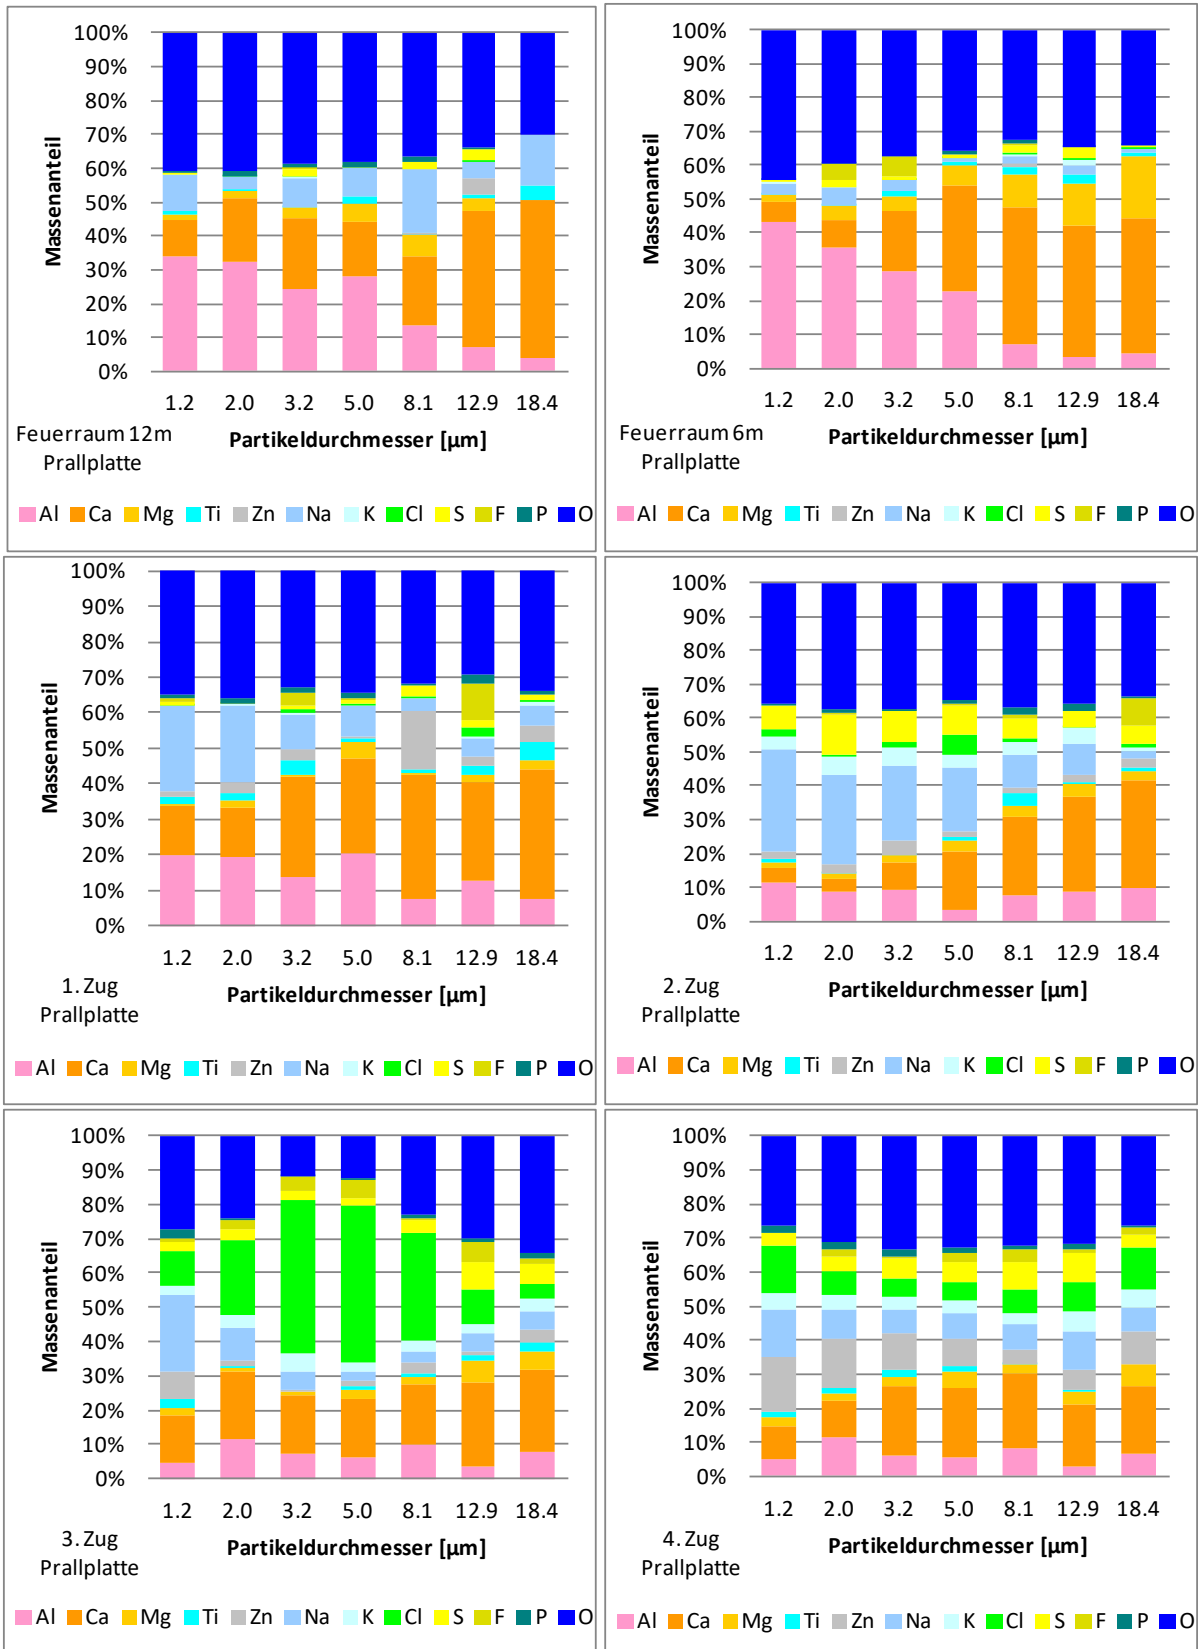 100%
90%
80%
70%
60%
50%
40%
30%
20%
10%
0%
Massenanteil
1.2 2.0 3.2 5.0 8.1 12.9 18.4
Feuerraum 12m
Prallplatte
Partikeldurchmesser [µm]
Al Ca Mg Ti Zn Na K Cl S F P O
100%
90%
80%
70%
60%
50%
40%
30%
20%
10%
0%
Massenanteil
1.2 2.0 3.2 5.0 8.1 12.9 18.4
Feuerraum 6m
Prallplatte
Partikeldurchmesser [µm]
Al Ca Mg Ti Zn Na K Cl S F P O
100%
90%
80%
70%
60%
50%
40%
30%
20%
10%
0%
Massenanteil
1.2 2.0 3.2 5.0 8.1 12.9 18.4
1. Zug
Prallplatte
Partikeldurchmesser [µm]
Al Ca Mg Ti Zn Na K Cl S F P O
100%
90%
80%
70%
60%
50%
40%
30%
20%
10%
0%
Massenanteil
1.2 2.0 3.2 5.0 8.1 12.9 18.4
2. Zug
Prallplatte
Partikeldurchmesser [µm]
Al Ca Mg Ti Zn Na K Cl S F P O
100%
90%
80%
70%
60%
50%
40%
30%
20%
10%
0%
Massenanteil
1.2 2.0 3.2 5.0 8.1 12.9 18.4
3. Zug
Prallplatte
Partikeldurchmesser [µm]
Al Ca Mg Ti Zn Na K Cl S F P O
100%
90%
80%
70%
60%
50%
40%
30%
20%
10%
0%
Massenanteil
1.2 2.0 3.2 5.0 8.1 12.9 18.4
4. Zug
Prallplatte
Partikeldurchmesser [µm]
Al Ca Mg Ti Zn Na K Cl S F P O